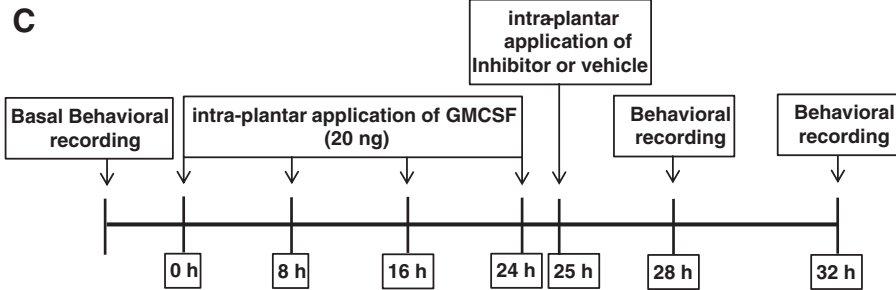 C
intra-plantar
application of
Inhibitor or vehicle
Basal Behavioral
recording
intra-plantar application of GMCSF
(20 ng)
Behavioral
recording
Behavioral
recording
0 h
8 h
16 h
24 h
25 h
28 h
32 h